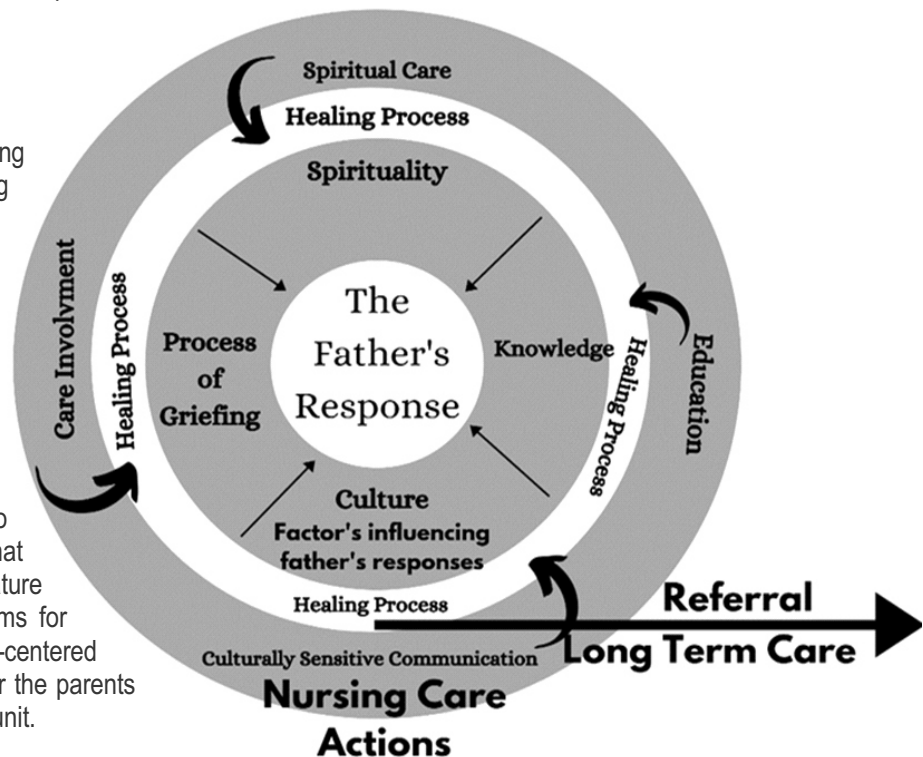 ing
g
o
hat
ture
ms for
-centered
r the parents
unit.
Spiritual Care
Healing Process
Spirituality
Care Involvment
Healing Process
Process
of
Griefing
The
Father's
Response
Knowledge
Healing Process
Education
Culture
Factor's influencing
father's responses
Healing Process
Culturally Sensitive Communication
Nursing Care
Actions
Referral
Long Term Care